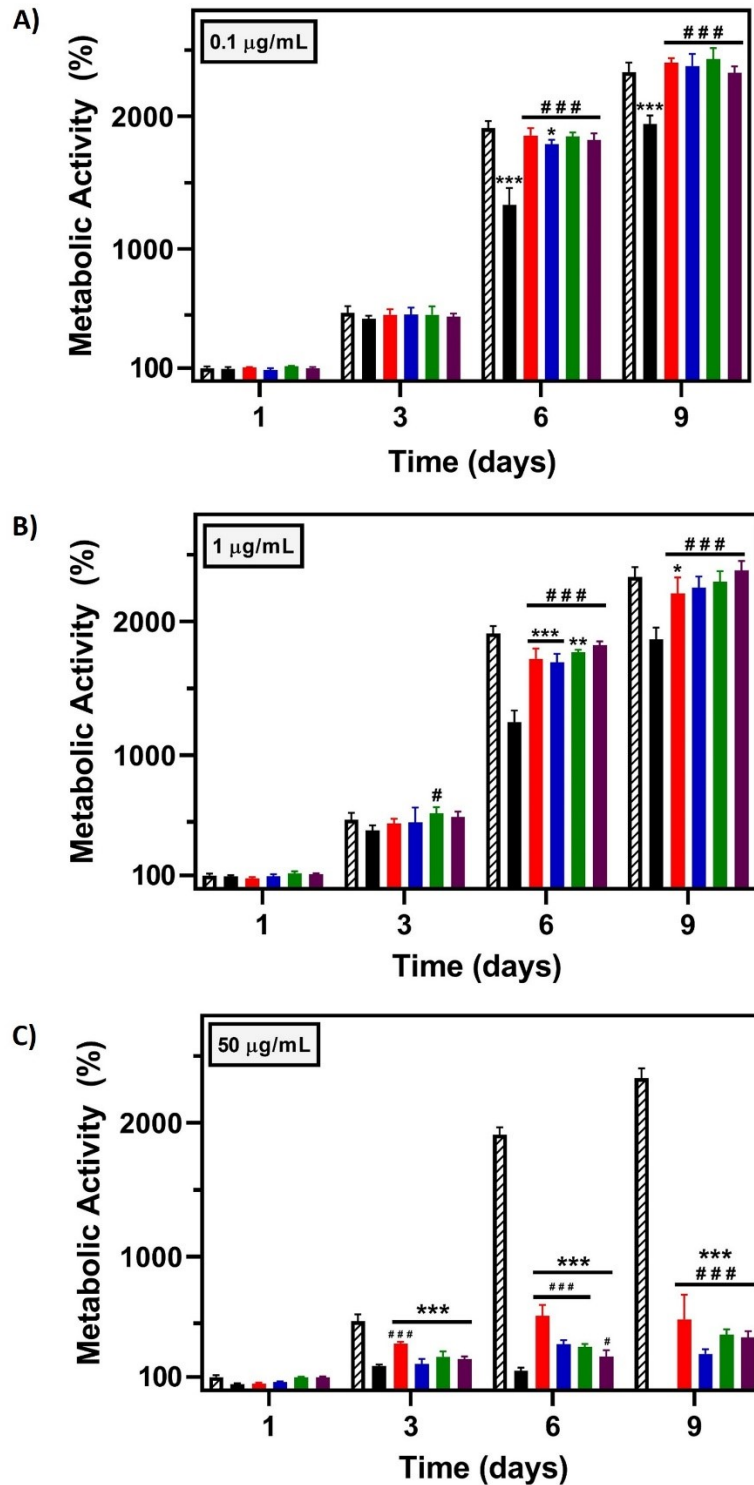 A)
0.1 μg/mL
###
###
***
*
***
2000
1000
100
Metabolic Activity (%)
1 3 6 9
Time (days)
B)
1 μg/mL
###
###
*
***
**
#
2000
1000
100
Metabolic Activity (%)
1 3 6 9
Time (days)
C)
50 μg/mL
***
###
***
###
#
***
###
2000
1000
100
Metabolic Activity (%)
1 3 6 9
Time (days)